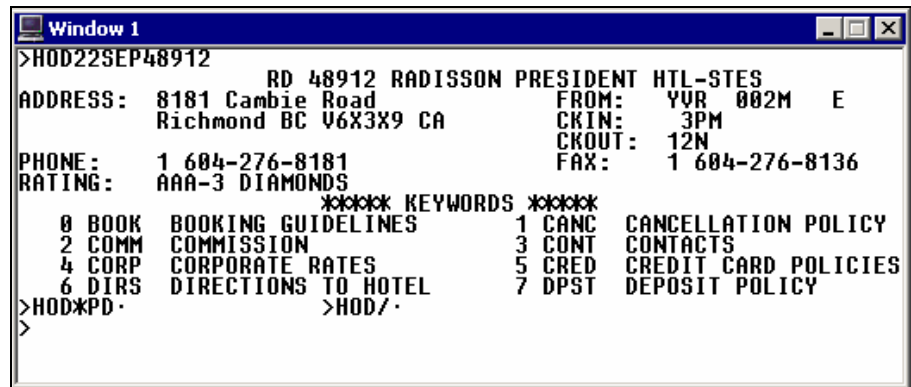 Window 1
>HOD22SEP48912
RD 48912 RADISSON PRESIDENT HTL-STES
ADDRESS: 8181 Cambie Road FROM: YVR 002M E
Richmond BC V6X3X9 CA CKIN: 3PM
CKOUT: 12N
PHONE: 1 604-276-8181 FAX: 1 604-276-8136
RATING: AAA-3 DIAMONDS
***** KEYWORDS *****
0 BOOK BOOKING GUIDELINES 1 CANC CANCELLATION POLICY
2 COMM COMMISSION 3 CONT CONTACTS
4 CORP CORPORATE RATES 5 CRED CREDIT CARD POLICIES
6 DIRS DIRECTIONS TO HOTEL 7 DPST DEPOSIT POLICY
>HOD*PD· >HOD/·
>